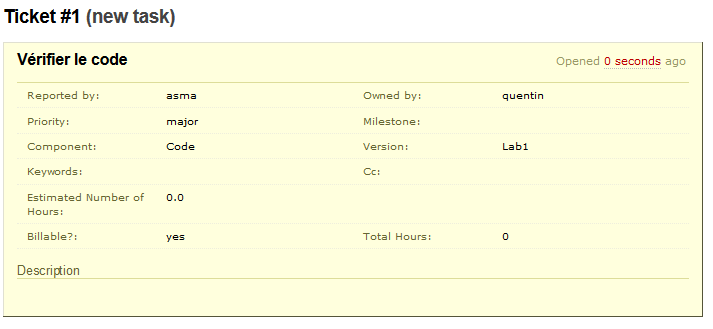 Ticket #1 (new task)
Vérifier le code
Opened 0 seconds ago
Reported by: asma Owned by: quentin
Priority: major Milestone:
Component: Code Version: Lab1
Keywords: Cc:
Estimated Number of Hours: 0.0
Billable?: yes Total Hours: 0
Description